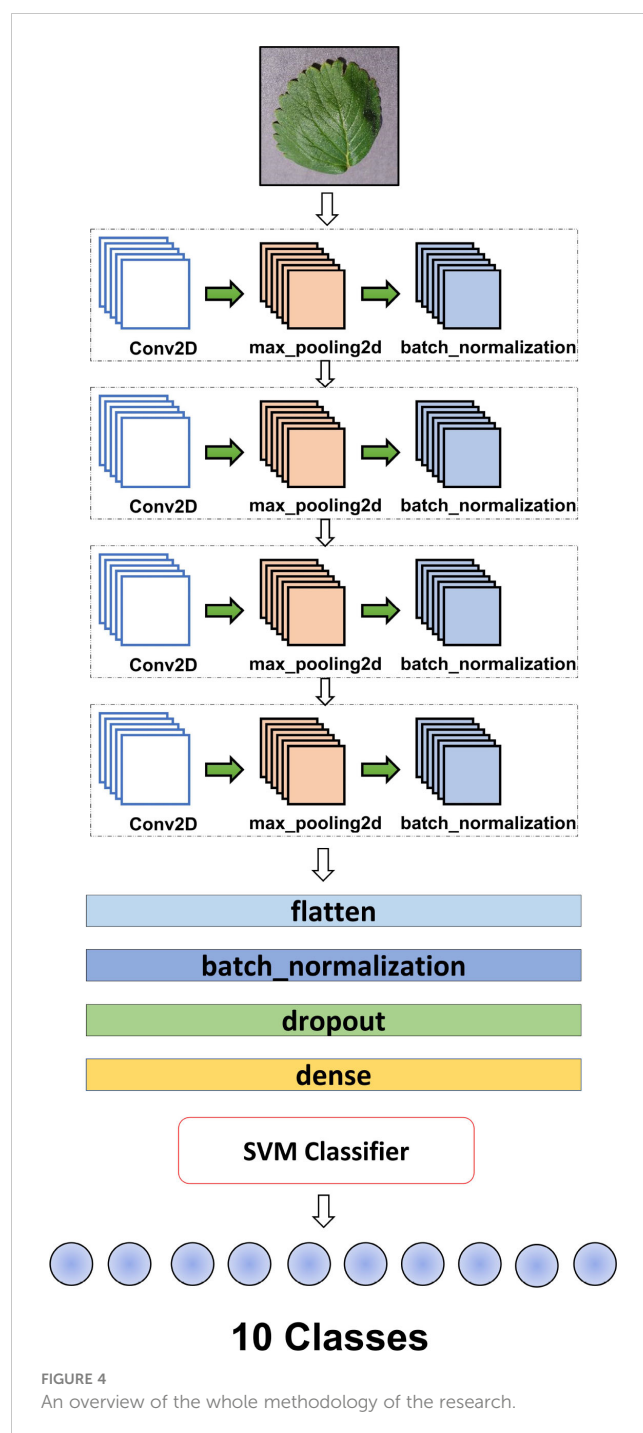 Conv2D max_pooling2d batch_normalization
Conv2D max_pooling2d batch_normalization
Conv2D max_pooling2d batch_normalization
Conv2D max_pooling2d batch_normalization
flatten
batch_normalization
dropout
dense
SVM Classifier
10 Classes
FIGURE 4
An overview of the whole methodology of the research.